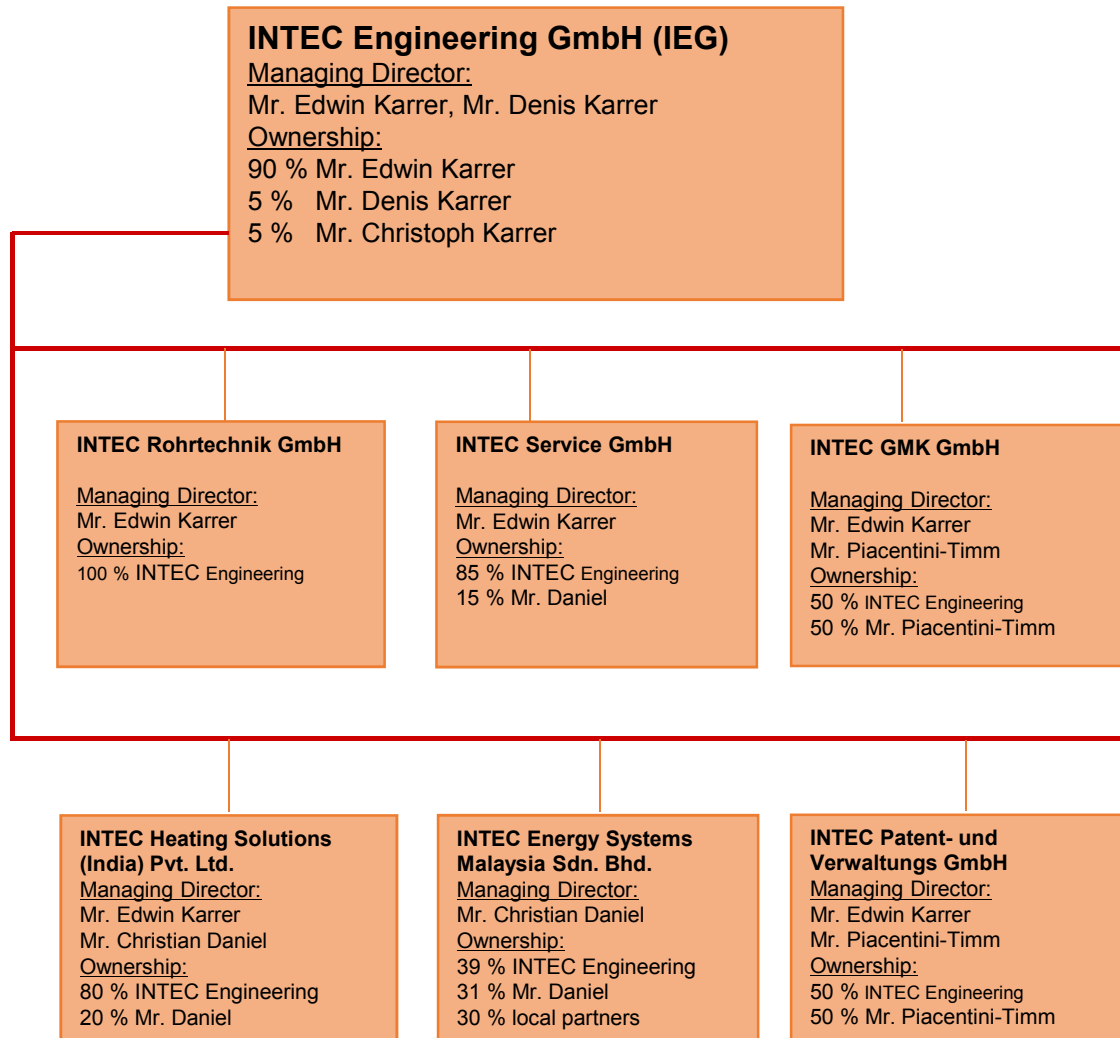 INTEC Engineering GmbH (IEG)
Managing Director:
Mr. Edwin Karrer, Mr. Denis Karrer
Ownership:
90 % Mr. Edwin Karrer
5 % Mr. Denis Karrer
5 % Mr. Christoph Karrer
INTEC Rohrtechnik GmbH
Managing Director:
Mr. Edwin Karrer
Ownership:
100 % INTEC Engineering
INTEC Service GmbH
Managing Director:
Mr. Edwin Karrer
Ownership:
85 % INTEC Engineering
15 % Mr. Daniel
INTEC GMK GmbH
Managing Director:
Mr. Edwin Karrer
Mr. Piacentini-Timm
Ownership:
50 % INTEC Engineering
50 % Mr. Piacentini-Timm
INTEC Heating Solutions
(India) Pvt. Ltd.
Managing Director:
Mr. Edwin Karrer
Mr. Christian Daniel
Ownership:
80 % INTEC Engineering
20 % Mr. Daniel
INTEC Energy Systems
Malaysia Sdn. Bhd.
Managing Director:
Mr. Christian Daniel
Ownership:
39 % INTEC Engineering
31 % Mr. Daniel
30 % local partners
INTEC Patent- und
Verwaltungs GmbH
Managing Director:
Mr. Edwin Karrer
Mr. Piacentini-Timm
Ownership:
50 % INTEC Engineering
50 % Mr. Piacentini-Timm